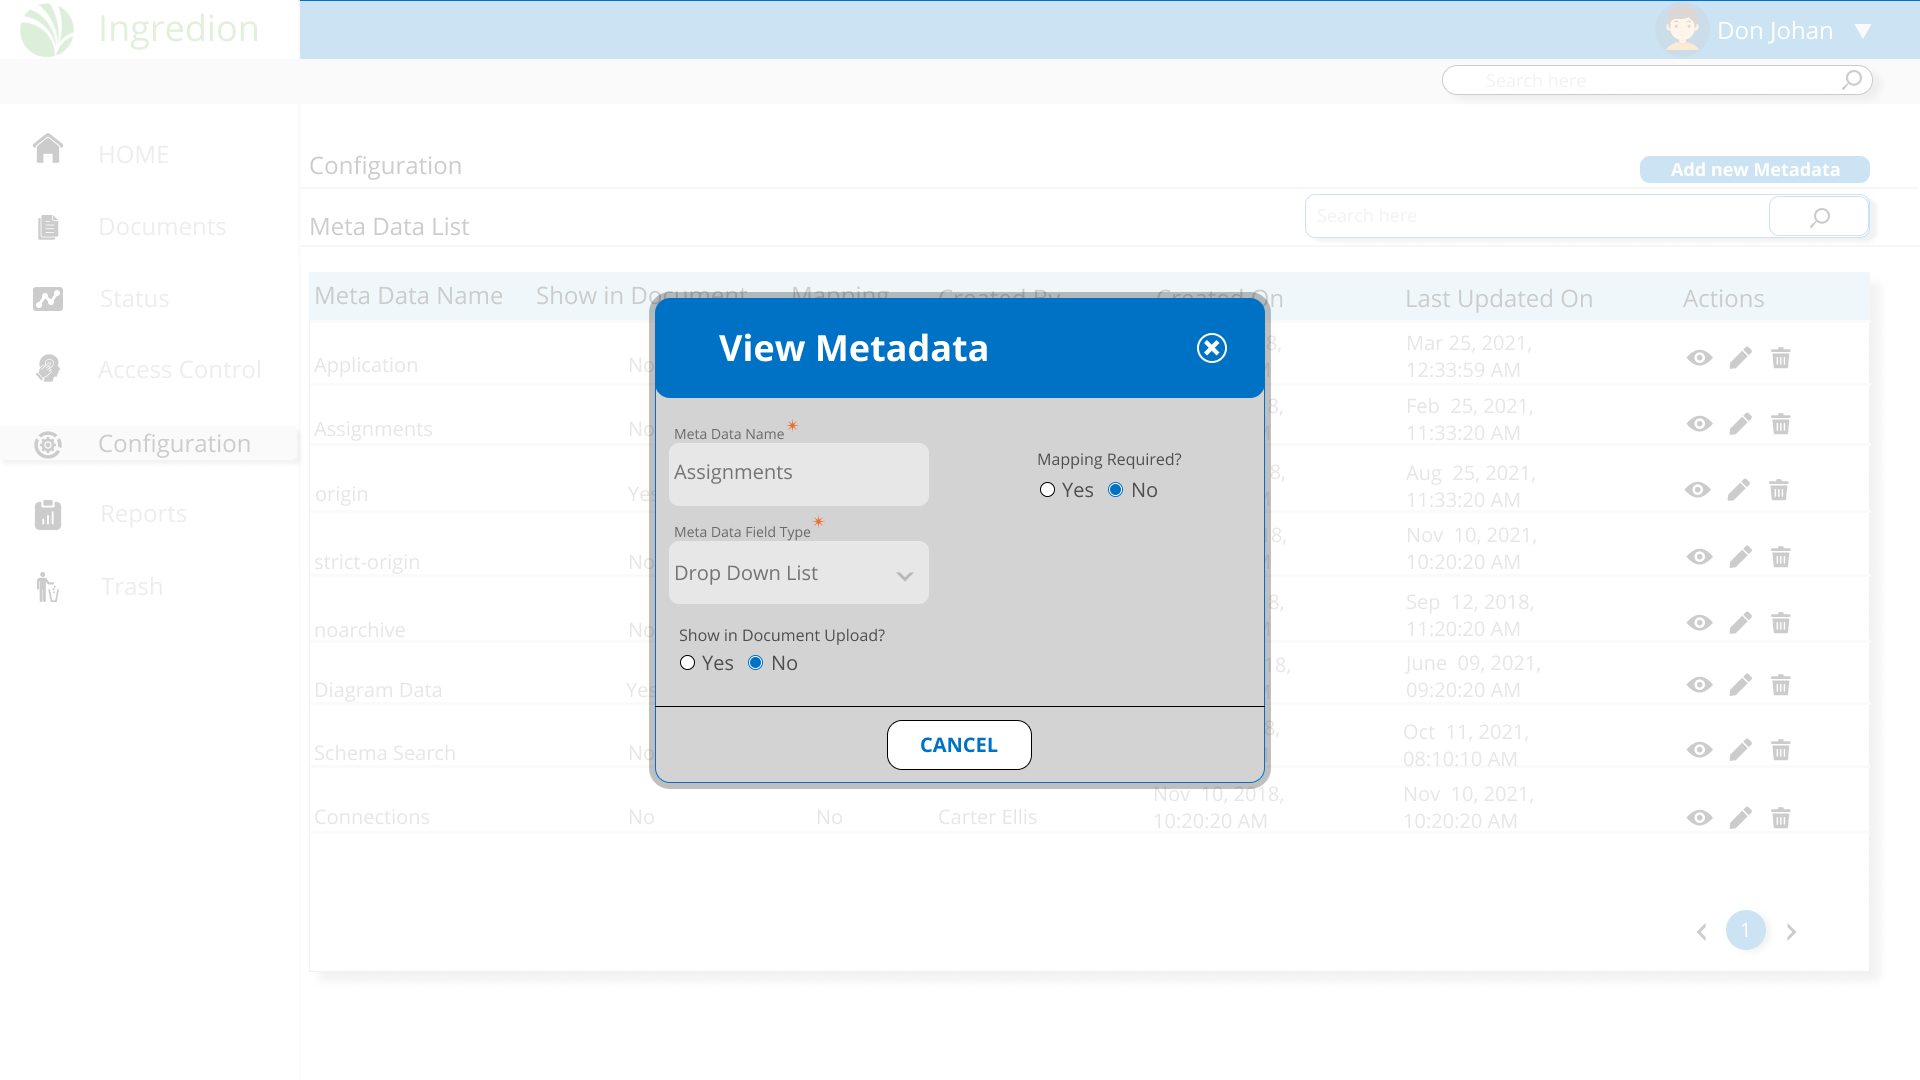 Ingredion
Don Johan
Search here
HOME
Documents
Status
Access Control
Configuration
Reports
Trash
Configuration
Add new Metadata
Meta Data List
Search here
Meta Data Name Show in Document Mapping Created By Created On Last Updated On Actions
Application No 8, Mar 25, 2021,
12:33:59 AM
Assignments No 8, Feb 25, 2021,
11:33:20 AM
origin Yes 8, Aug 25, 2021,
11:33:20 AM
strict-origin No 8, Nov 10, 2021,
10:20:20 AM
noarchive No 8, Sep 12, 2018,
11:20:20 AM
Diagram Data Yes 18, June 09, 2021,
09:20:20 AM
Schema Search No 8, Oct 11, 2021,
08:10:10 AM
Connections No No Carter Ellis Nov 10, 2018, Nov 10, 2021,
10:20:20 AM 10:20:20 AM
1
View Metadata
Meta Data Name *
Assignments
Mapping Required?
Yes No
Meta Data Field Type *
Drop Down List
Show in Document Upload?
Yes No
CANCEL